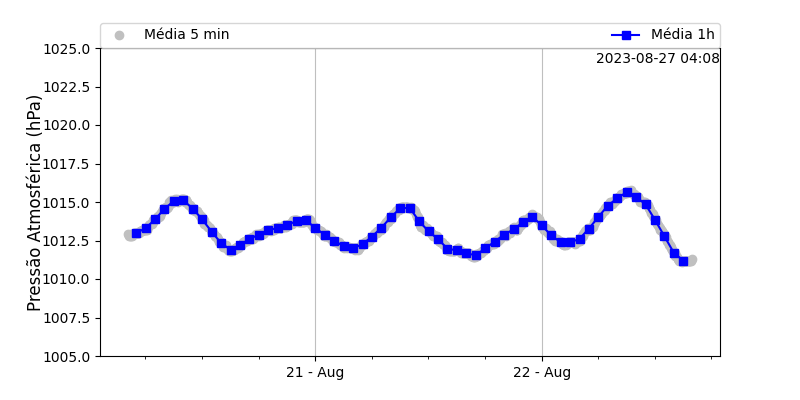 Média 5 min
Média 1h
2023-08-27 04:08
Pressão Atmosférica (hPa)
1025.0
1022.5
1020.0
1017.5
1015.0
1012.5
1010.0
1007.5
1005.0
21 - Aug
22 - Aug